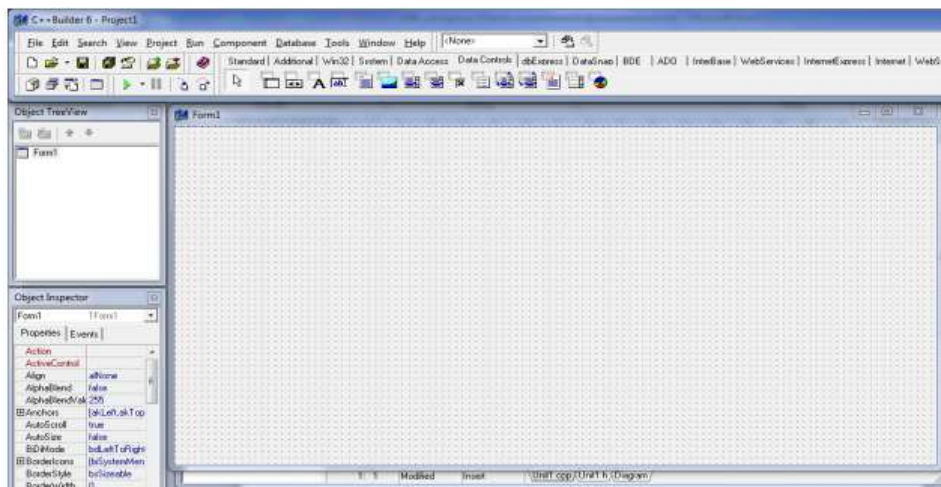 C++Builder 6 - Project1
File Edit Search View Project Run Component Database Tools Window Help <None>
Standard Additional Win32 System Data Access Data Controls dbExpress DataSnap BDE ADO InterBase WebServices InternetExpress Internet WebS
Object TreeView
Form1
Form1
Object Inspector
Form1 TForm1
Properties Events
Action
ActiveControl
Align alNone
AlphaBlend false
AlphaBlendVal 255
Anchors [akLeft,akTop
AutoScroll true
AutoSize false
BiDiMode bdLeftToRight
BorderIcons [biSystemMen
BorderStyle bsSizeable
BorderWidth 0
1: 1 Modified Insert Unit1.cpp Unit1.h Diagram